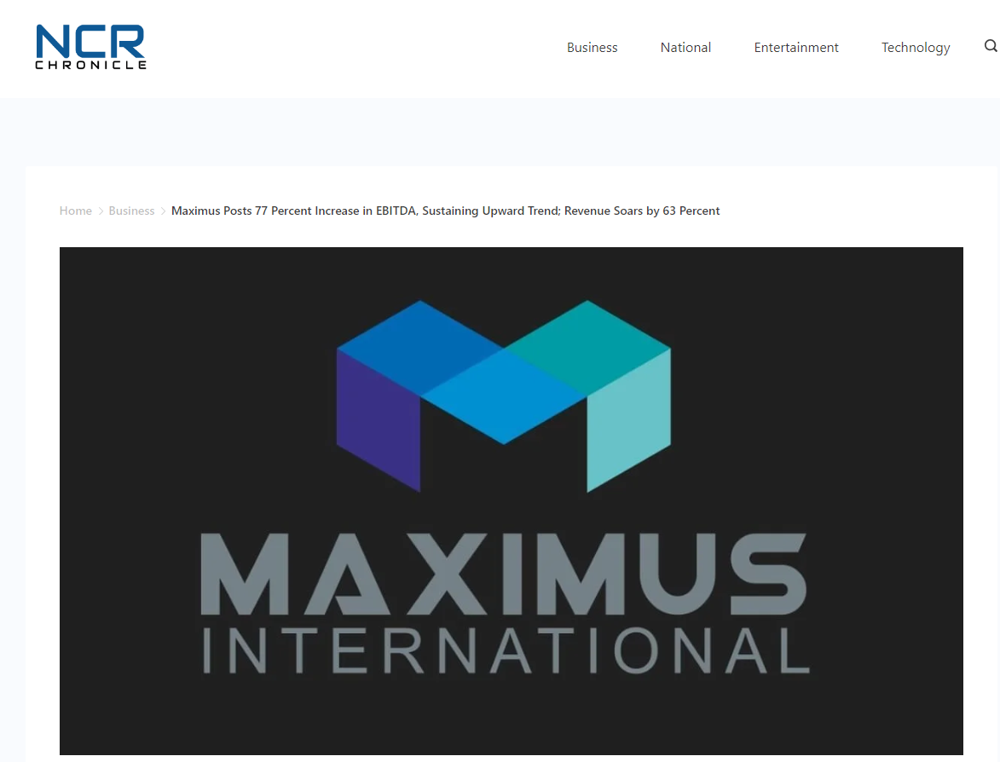 NCR
CHRONICLE
Business National Entertainment Technology
Home > Business > Maximus Posts 77 Percent Increase in EBITDA, Sustaining Upward Trend; Revenue Soars by 63 Percent
MAXIMUS
INTERNATIONAL